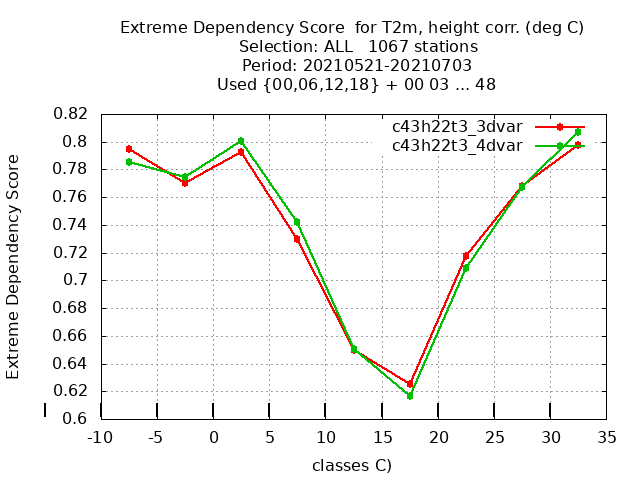 Extreme Dependency Score  for T2m, height corr. (deg C)
Selection: ALL   1067 stations
Period: 20210521-20210703
Used {00,06,12,18} + 00 03 ... 48
c43h22t3_3dvar
c43h22t3_4dvar
Extreme Dependency Score
0.82
0.8
0.78
0.76
0.74
0.72
0.7
0.68
0.66
0.64
0.62
0.6
-10 -5 0 5 10 15 20 25 30 35
classes C)